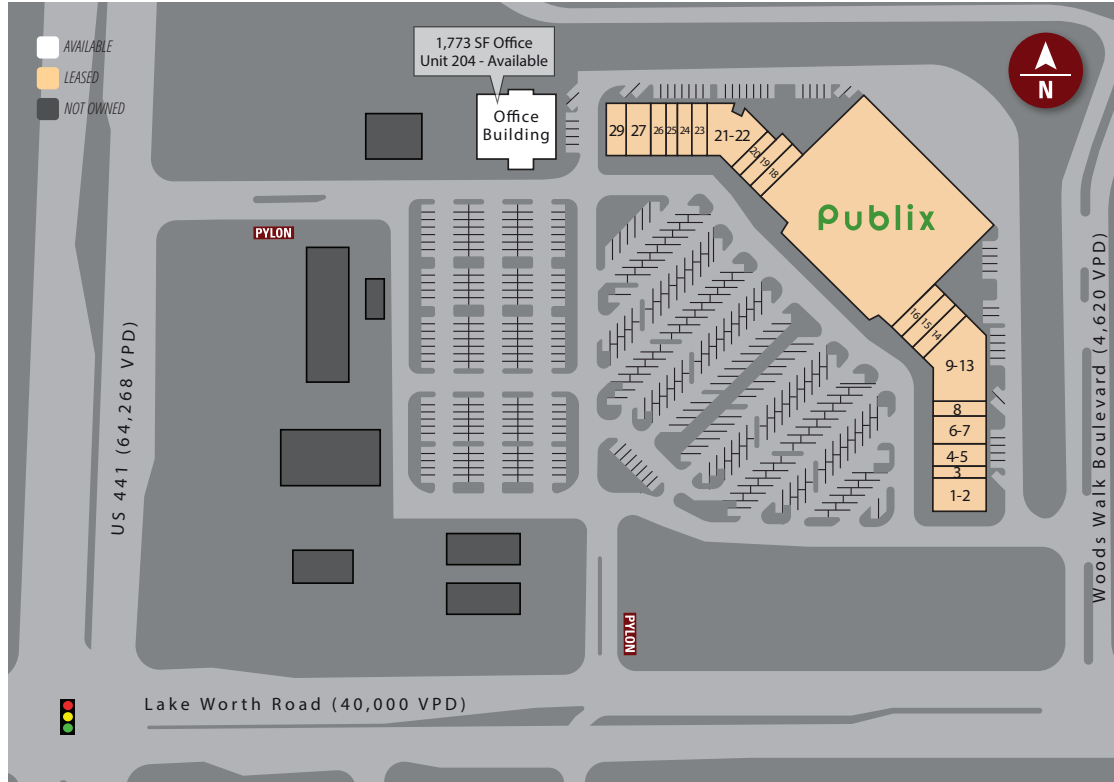 AVAILABLE
LEASED
NOT OWNED
1,773 SF Office
Unit 204 - Available
N
Office
Building
29
27
26
25
24
23
21-22
20
19
18
Publix
PYLON
16
15
14
9-13
8
6-7
4-5
3
1-2
US 441 (64,268 VPD)
Woods Walk Boulevard (4,620 VPD)
PYLON
Lake Worth Road (40,000 VPD)